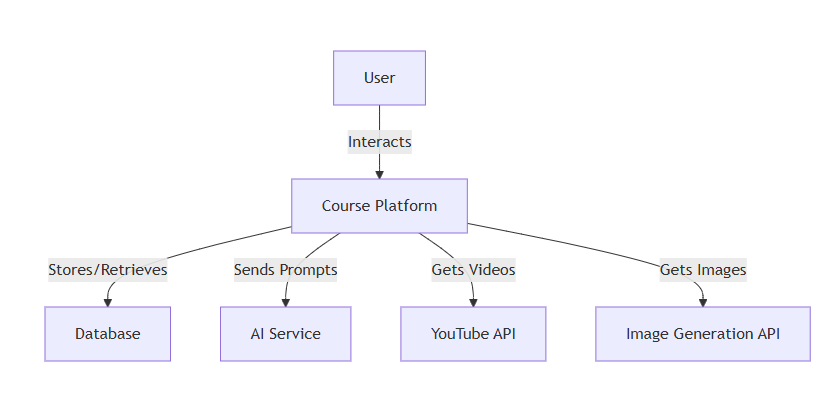 User
Interacts
Course Platform
Stores/Retrieves
Sends Prompts
Gets Videos
Gets Images
Database
AI Service
YouTube API
Image Generation API